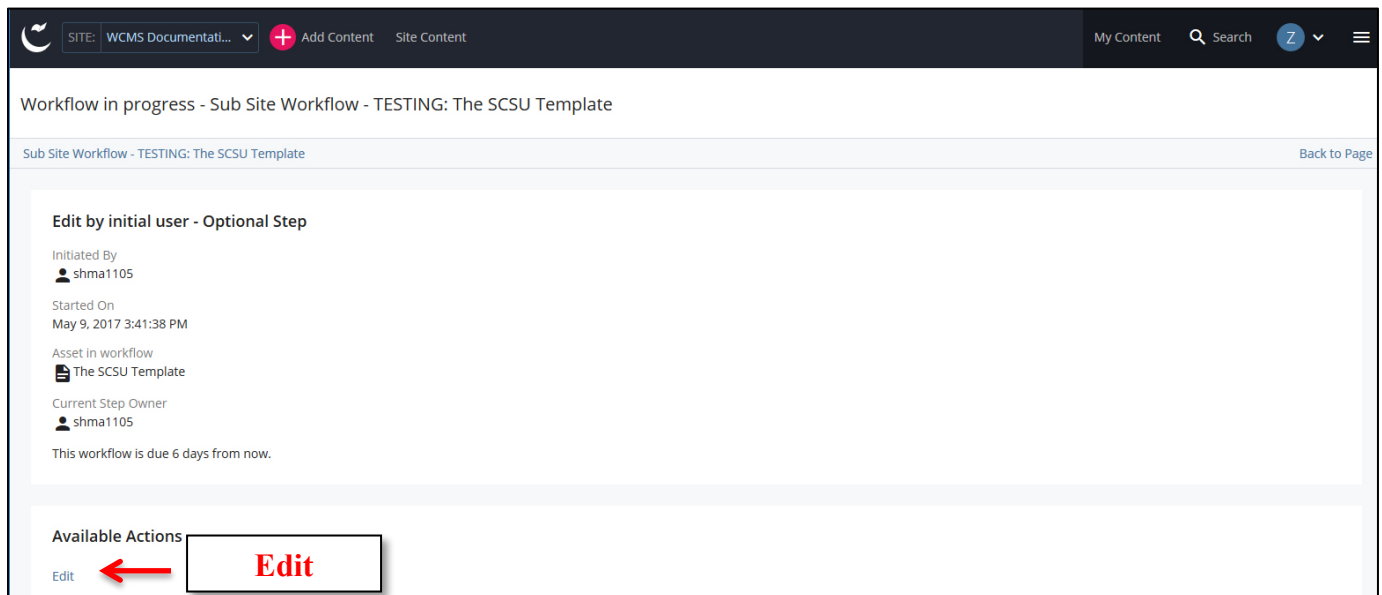 SITE: WCMS Documentati... Add Content Site Content My Content Search Z
Workflow in progress - Sub Site Workflow - TESTING: The SCSU Template
Sub Site Workflow - TESTING: The SCSU Template Back to Page
Edit by initial user - Optional Step
Initiated By
shma1105
Started On
May 9, 2017 3:41:38 PM
Asset in workflow
The SCSU Template
Current Step Owner
shma1105
This workflow is due 6 days from now.
Available Actions
Edit Edit